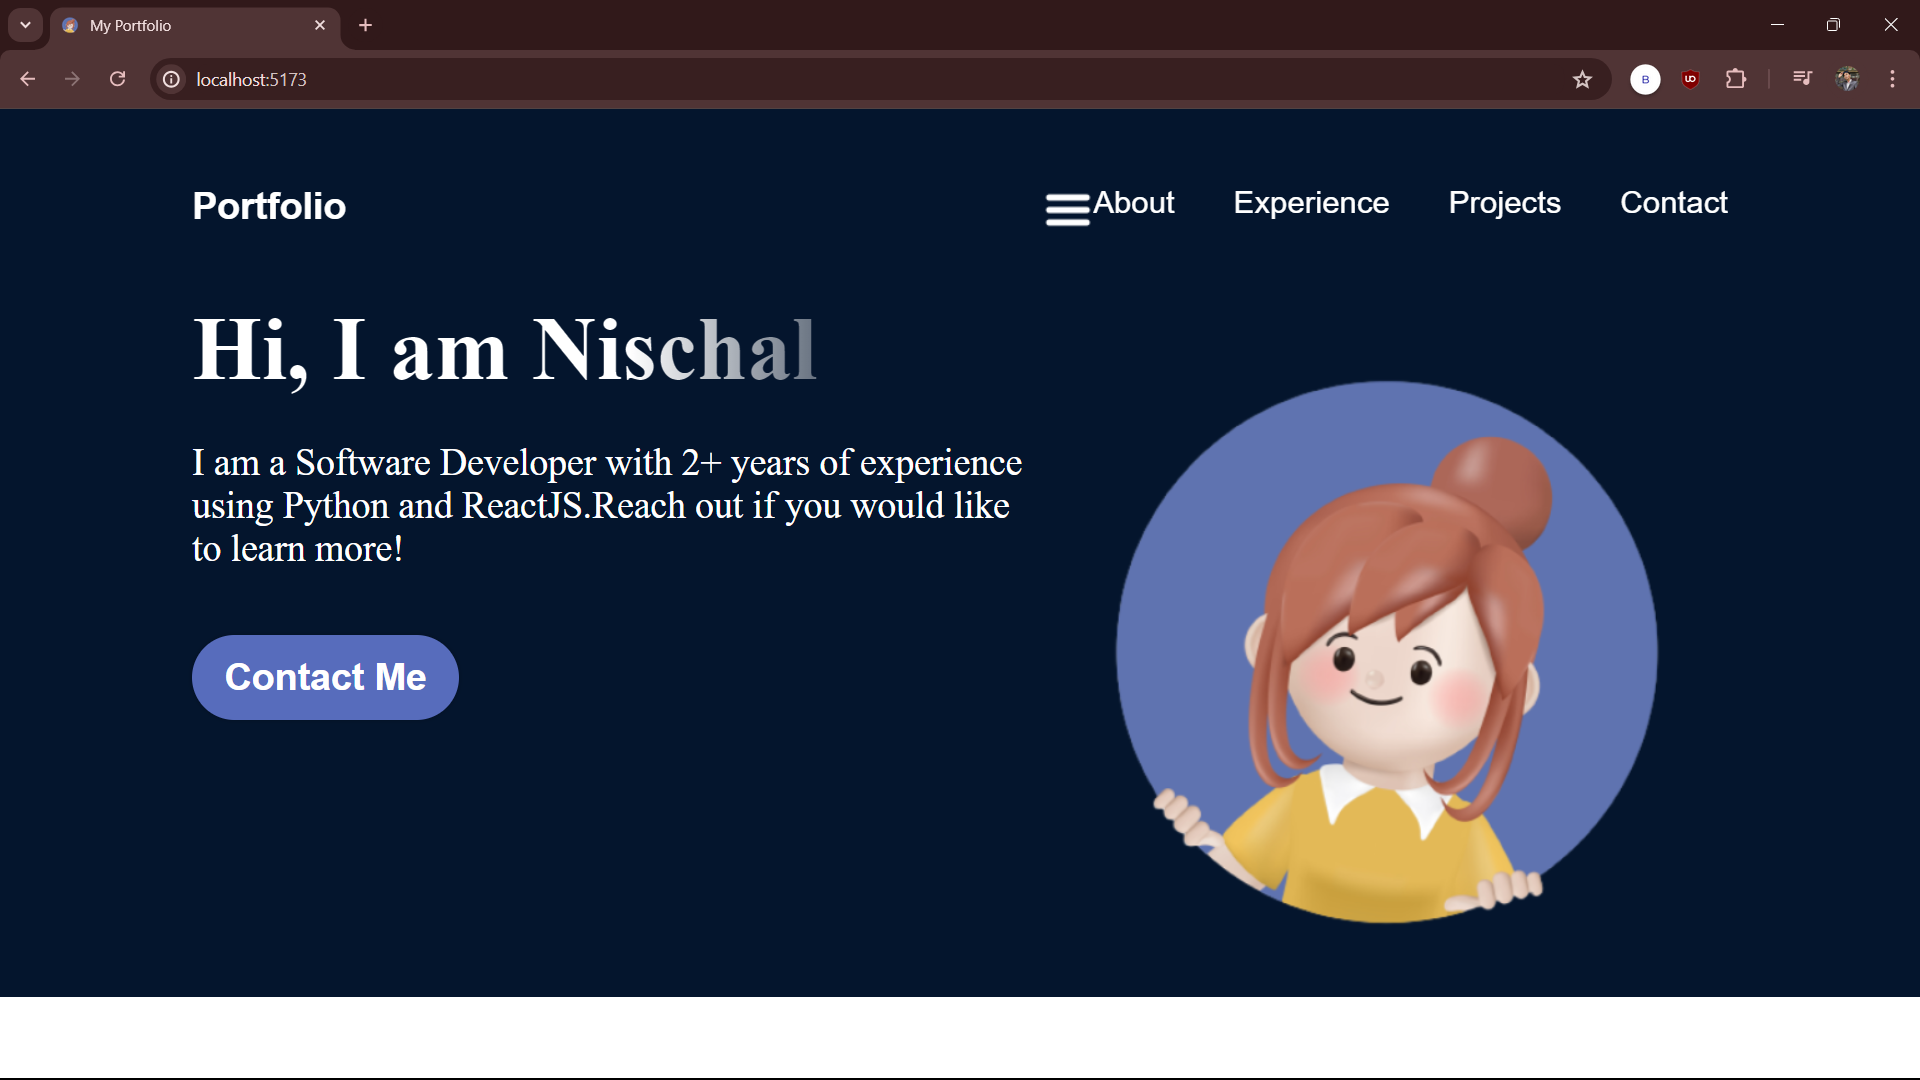 My Portfolio
localhost:5173
B
UO
Portfolio
About Experience Projects Contact
Hi, I am Nischal
I am a Software Developer with 2+ years of experience
using Python and ReactJS.Reach out if you would like
to learn more!
Contact Me